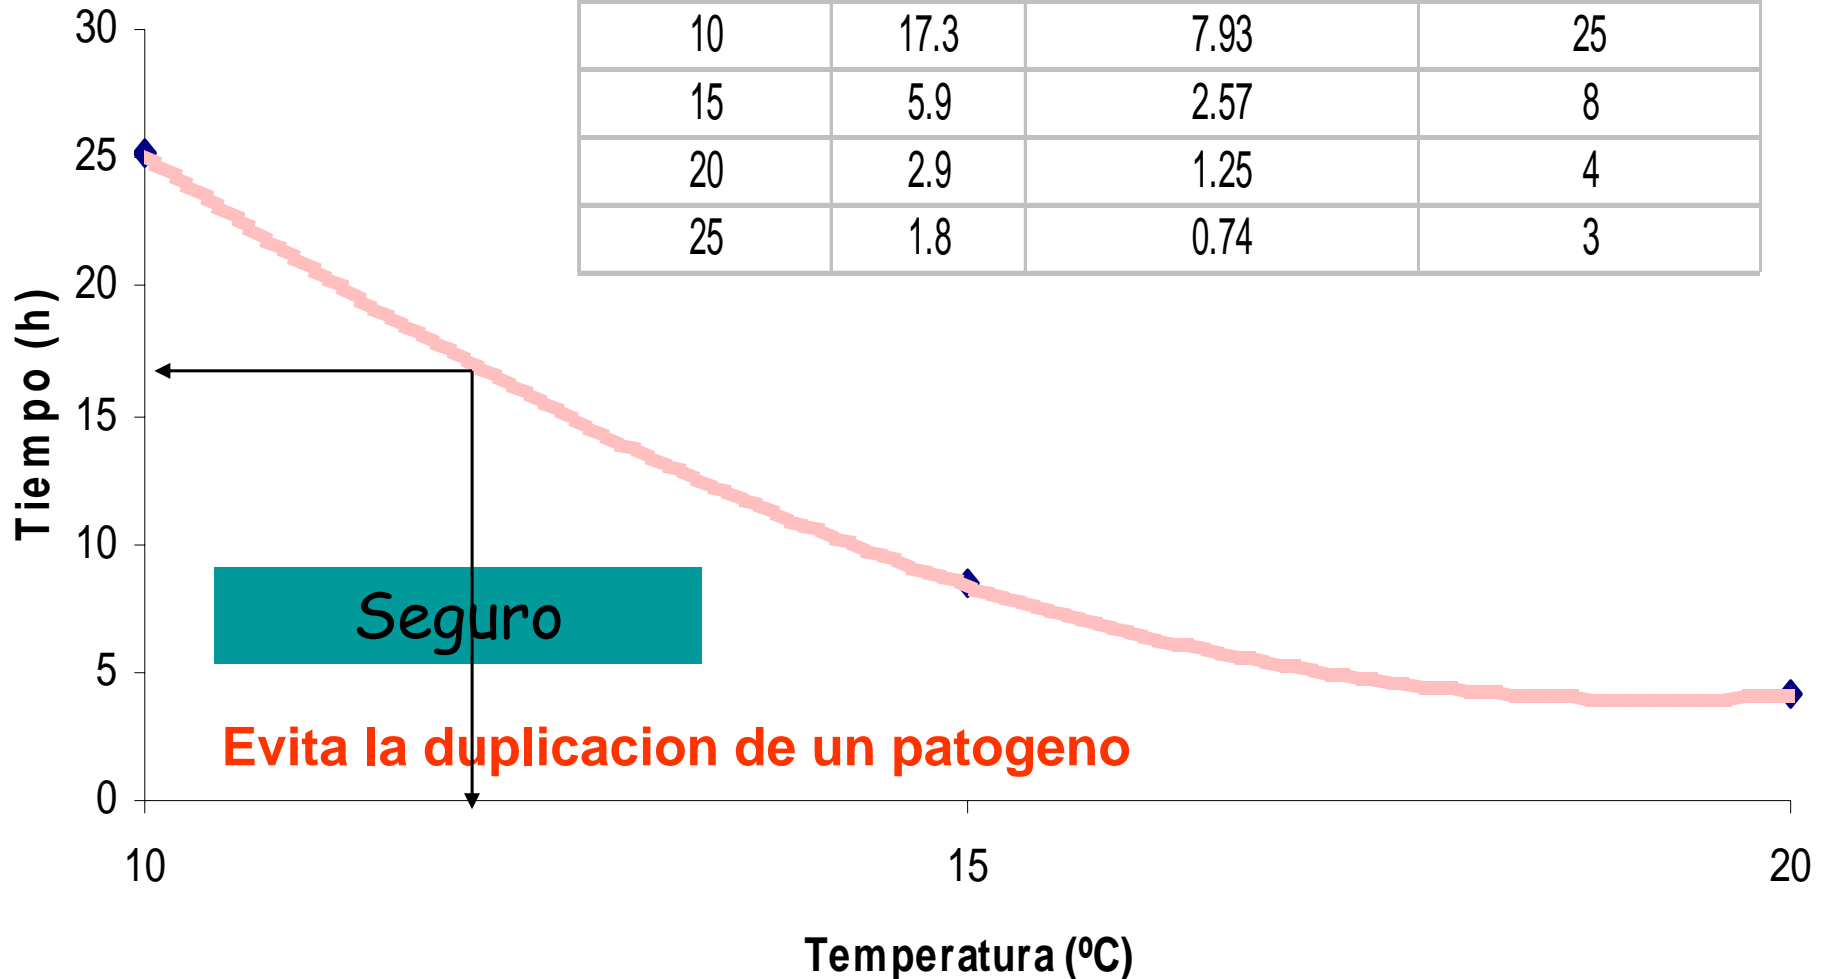 10 17.3 7.93 25
15 5.9 2.57 8
20 2.9 1.25 4
25 1.8 0.74 3
30
25
20
15
10
5
0
Tiempo (h)
Seguro
Evita la duplicacion de un patogeno
10 15 20
Temperatura (ºC)